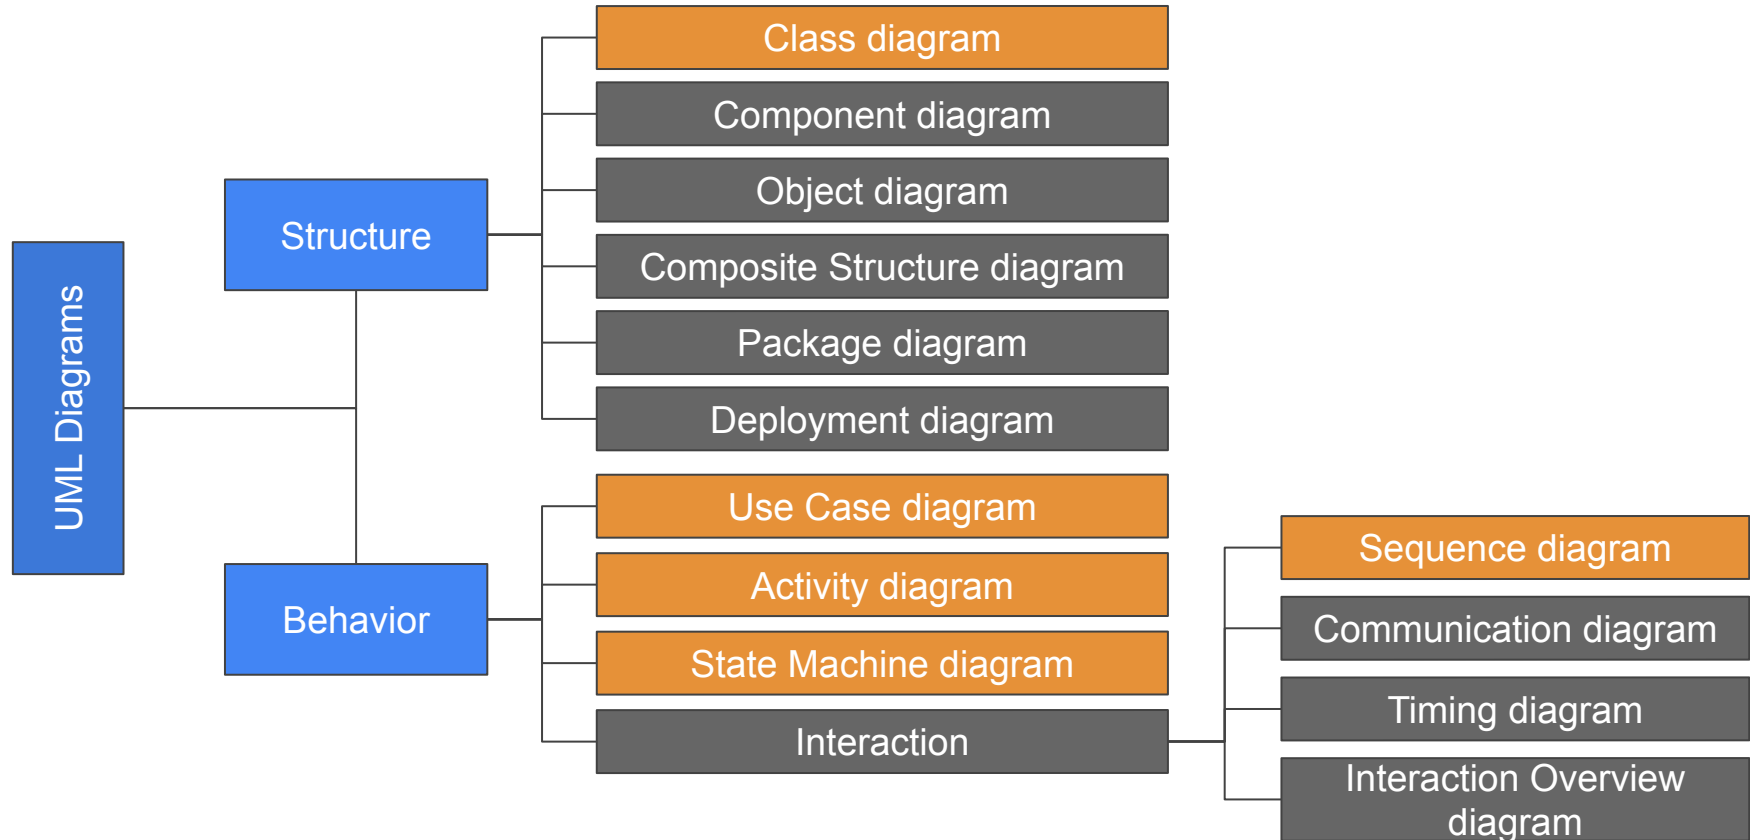 UML Diagrams
Structure
Class diagram
Component diagram
Object diagram
Composite Structure diagram
Package diagram
Deployment diagram
Behavior
Use Case diagram
Activity diagram
State Machine diagram
Interaction
Sequence diagram
Communication diagram
Timing diagram
Interaction Overview
diagram